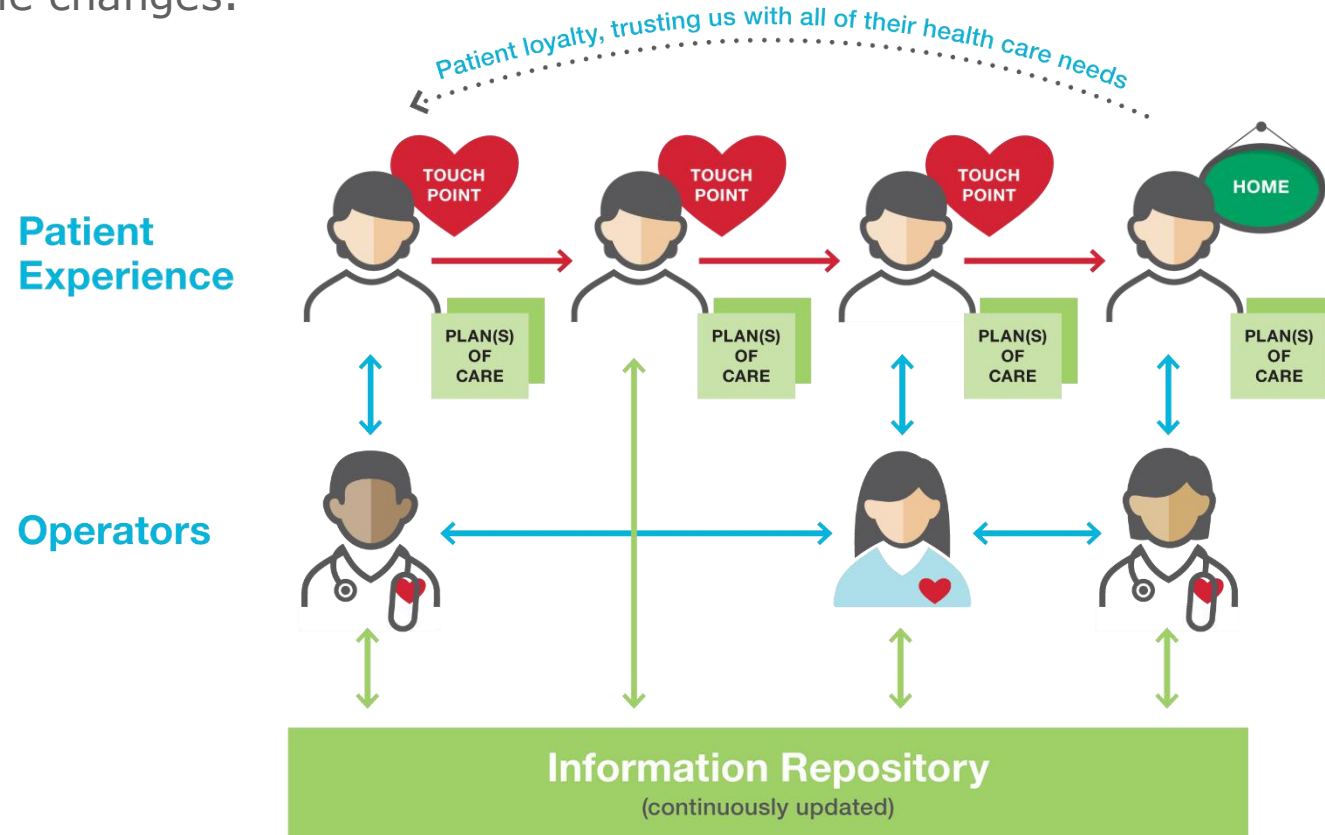 changes.
Patient loyalty, trusting us with all of their health care needs
TOUCH
POINT
TOUCH
POINT
TOUCH
POINT
HOME
Patient
Experience
PLAN(S)
OF
CARE
PLAN(S)
OF
CARE
PLAN(S)
OF
CARE
PLAN(S)
OF
CARE
Operators
Information Repository
(continuously updated)